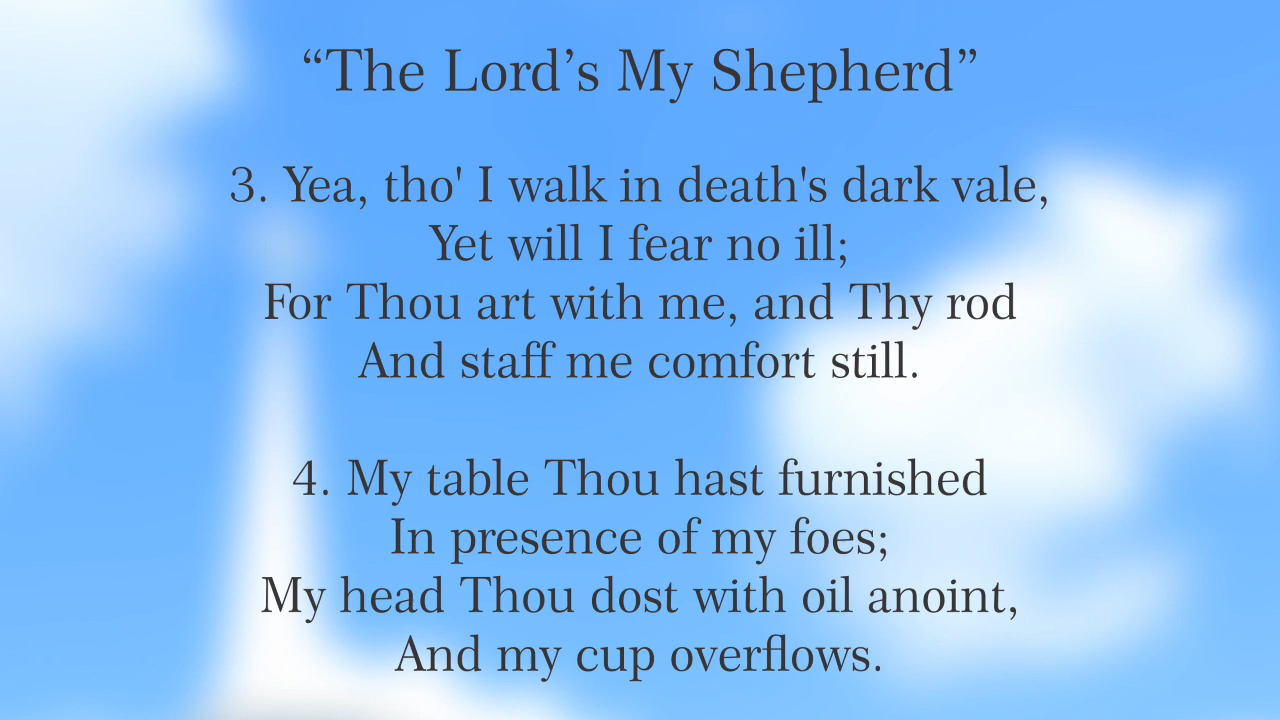 “The Lord’s My Shepherd”
3. Yea, tho' I walk in death's dark vale,
Yet will I fear no ill;
For Thou art with me, and Thy rod
And staff me comfort still.
4. My table Thou hast furnished
In presence of my foes;
My head Thou dost with oil anoint,
And my cup overflows.